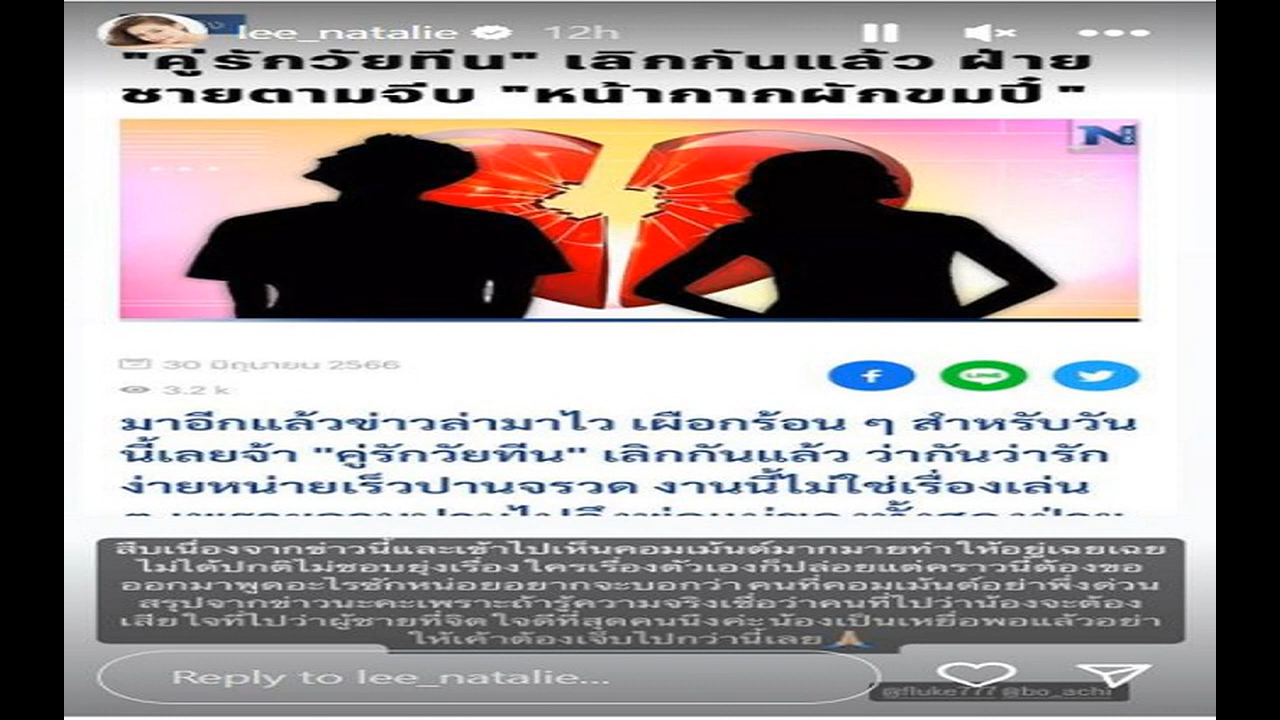 lee_natalie 12h
"คู่รักวัยทีน" เลิกกันแล้ว ฝ่าย
ชายตามจีบ "หน้ากากผักขมปี๋"
N
30 มิถุนายน 2566
3.2 k
มาอีกแล้วข่าวล่ามาไว เผือกร้อน ๆ สำหรับวัน
นี้เลยจ้า "คู่รักวัยทีน" เลิกกันแล้ว ว่ากันว่ารัก
ง่ายหน่ายเร็วปานจรวด งานนี้ไม่ใช่เรื่องเล่น
สืบเนื่องจากข่าวนี้และเข้าไปเห็นคอมเม้นต์มากมายทำให้อยู่เฉยเฉย
ไม่ได้ปกติไม่ชอบยุ่งเรื่องใครเรื่องตัวเองก็ปล่อยแต่คราวนี้ต้องขอ
ออกมาพูดอะไรซักหน่อยอยากจะบอกว่า คนที่คอมเม้นต์อย่าพึ่งด่วน
สรุปจากข่าวนะคะเพราะถ้ารู้ความจริงเชื่อว่าคนที่ไปว่าน้องจะต้อง
เสียใจที่ไปว่าผู้ชายที่จิตใจดีที่สุดคนนึงค่ะน้องเป็นเหยื่อพอแล้วอย่า
ให้เค้าต้องเจ็บไปกว่านี้เลย🙏🏼
Reply to lee_natalie...
@fluke777 @bo_achi